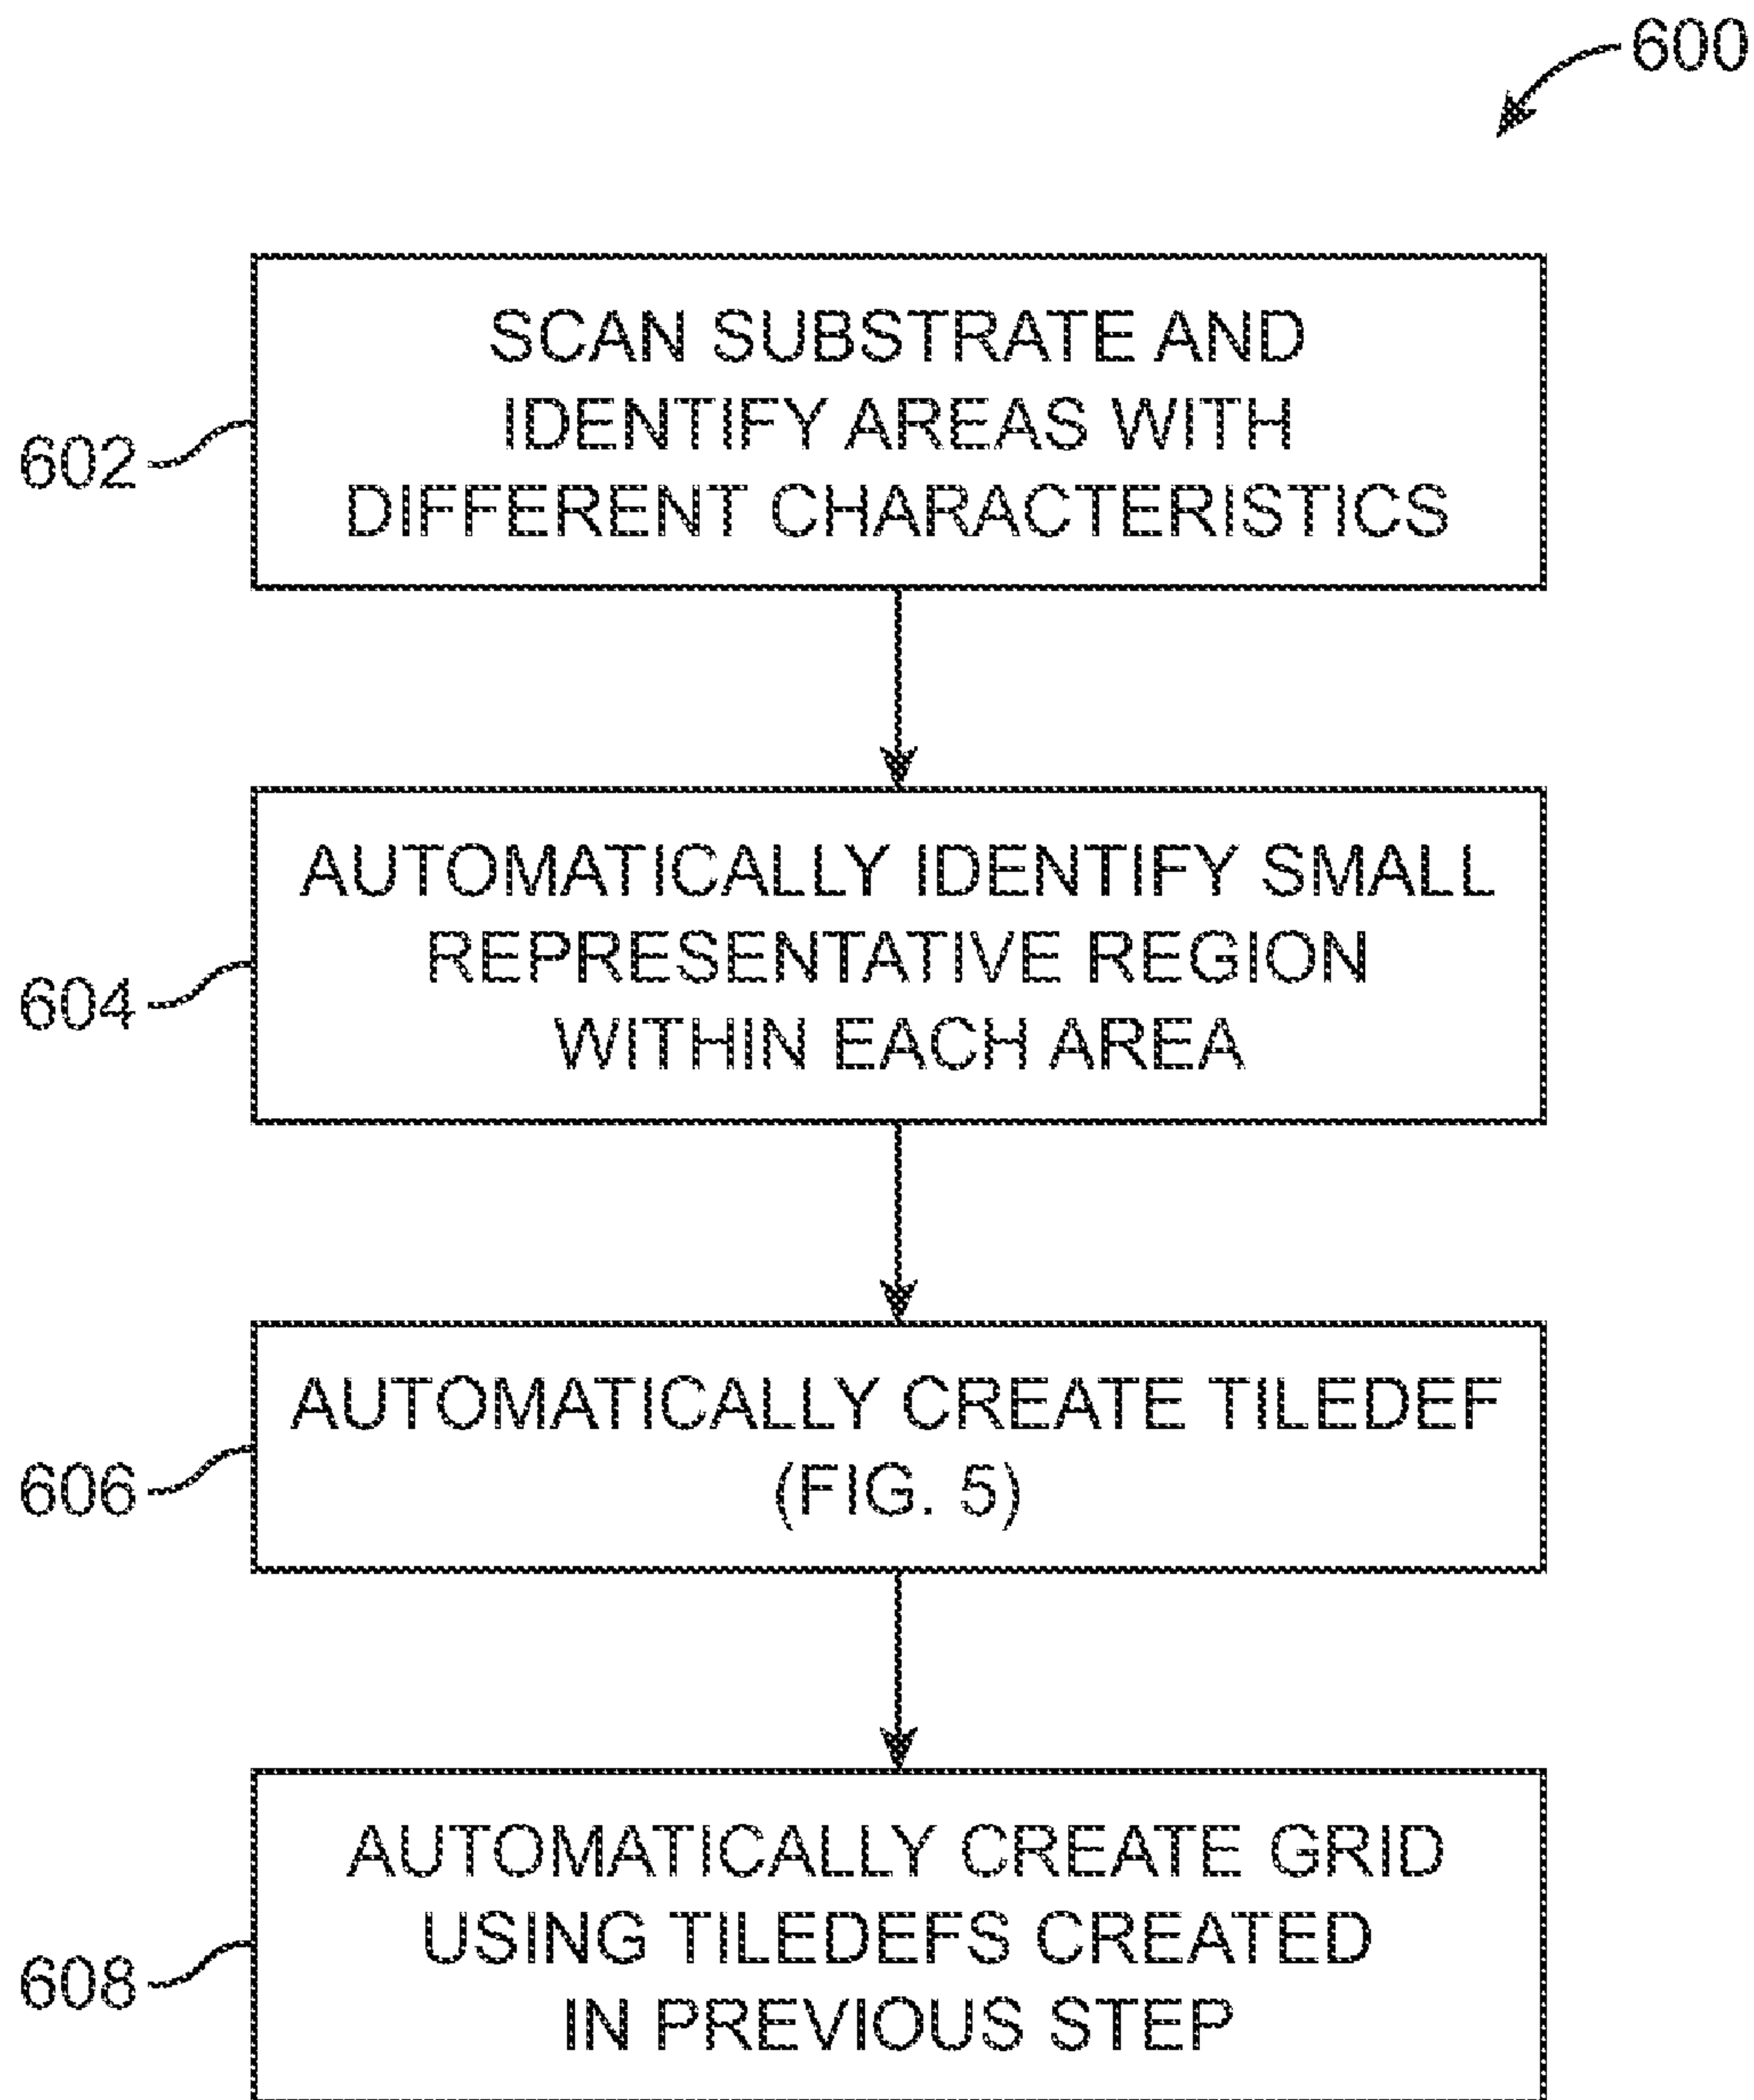 600
SCAN SUBSTRATE AND
IDENTIFY AREAS WITH
DIFFERENT CHARACTERISTICS
602
AUTOMATICALLY IDENTIFY SMALL
REPRESENTATIVE REGION
WITHIN EACH AREA
604
AUTOMATICALLY CREATE TILEDEF
(FIG. 5)
606
AUTOMATICALLY CREATE GRID
USING TILEDEFS CREATED
IN PREVIOUS STEP
608